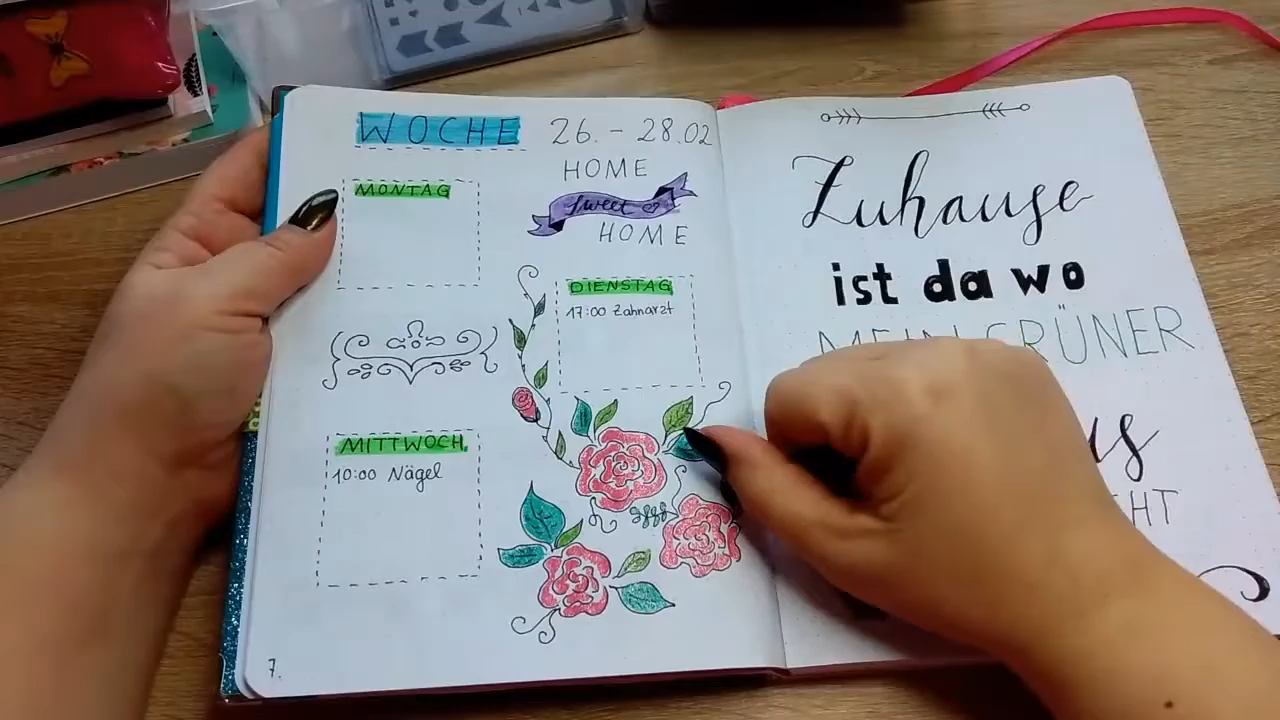 WOCHE 26. - 28.02
HOME
Sweet
HOME
MONTAG
DIENSTAG
17:00 Zahnarzt
MITTWOCH
10:00 Nägel
7.
Zuhause
ist da wo
MEIN GRÜNER